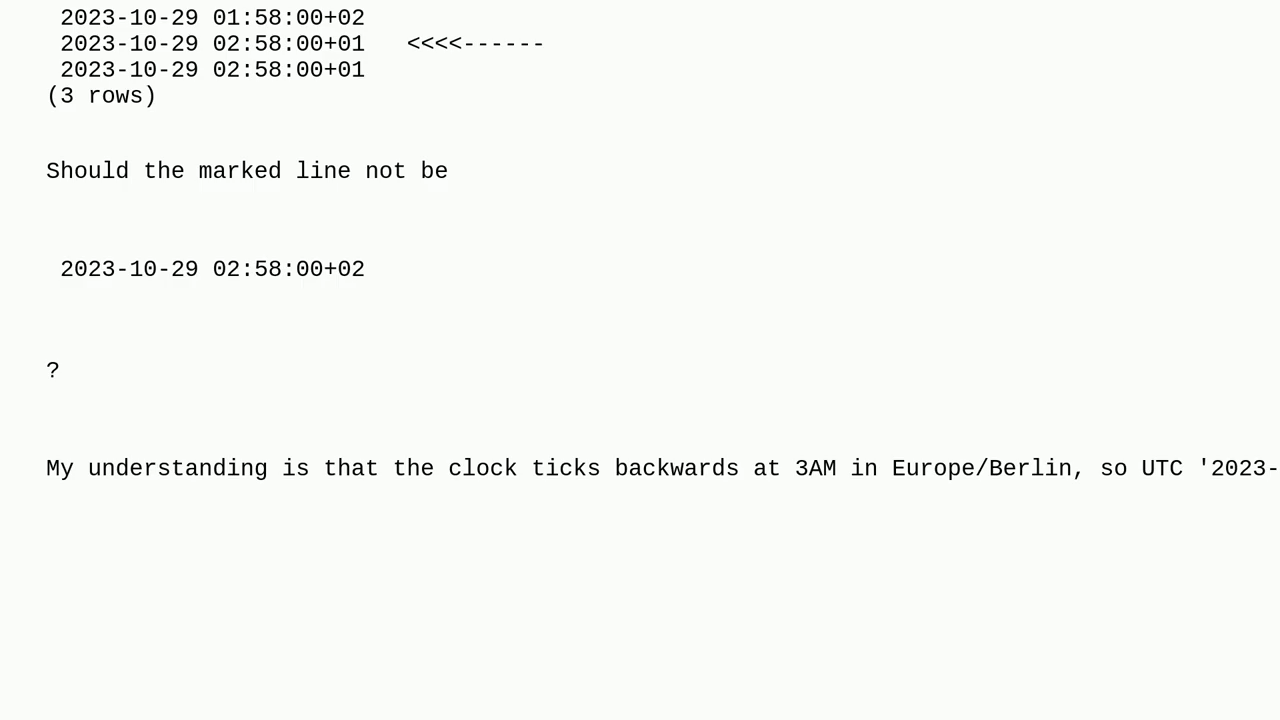 2023-10-29 01:58:00+02
2023-10-29 02:58:00+01   <<<<------
2023-10-29 02:58:00+01
(3 rows)
Should the marked line not be
2023-10-29 02:58:00+02
?
My understanding is that the clock ticks backwards at 3AM in Europe/Berlin, so UTC '2023-